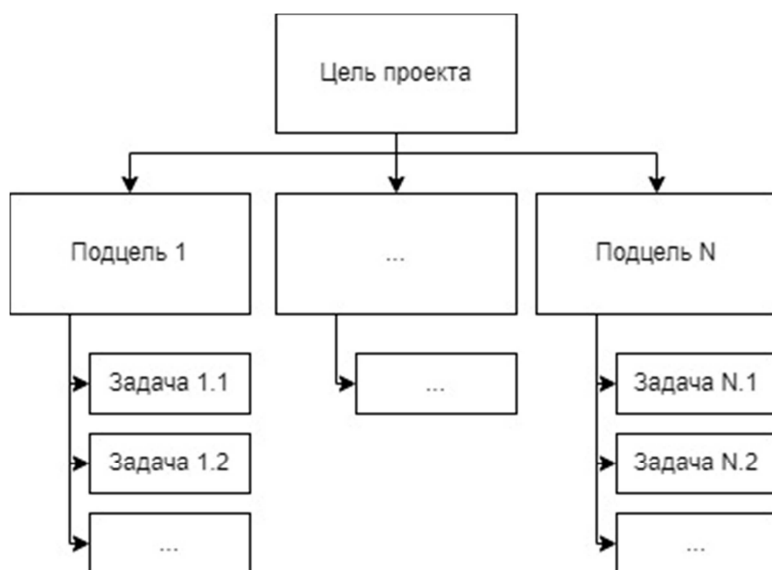 Цель проекта
Подцель 1
...
Подцель N
Задача 1.1
...
Задача N.1
Задача 1.2
Задача N.2
...
...